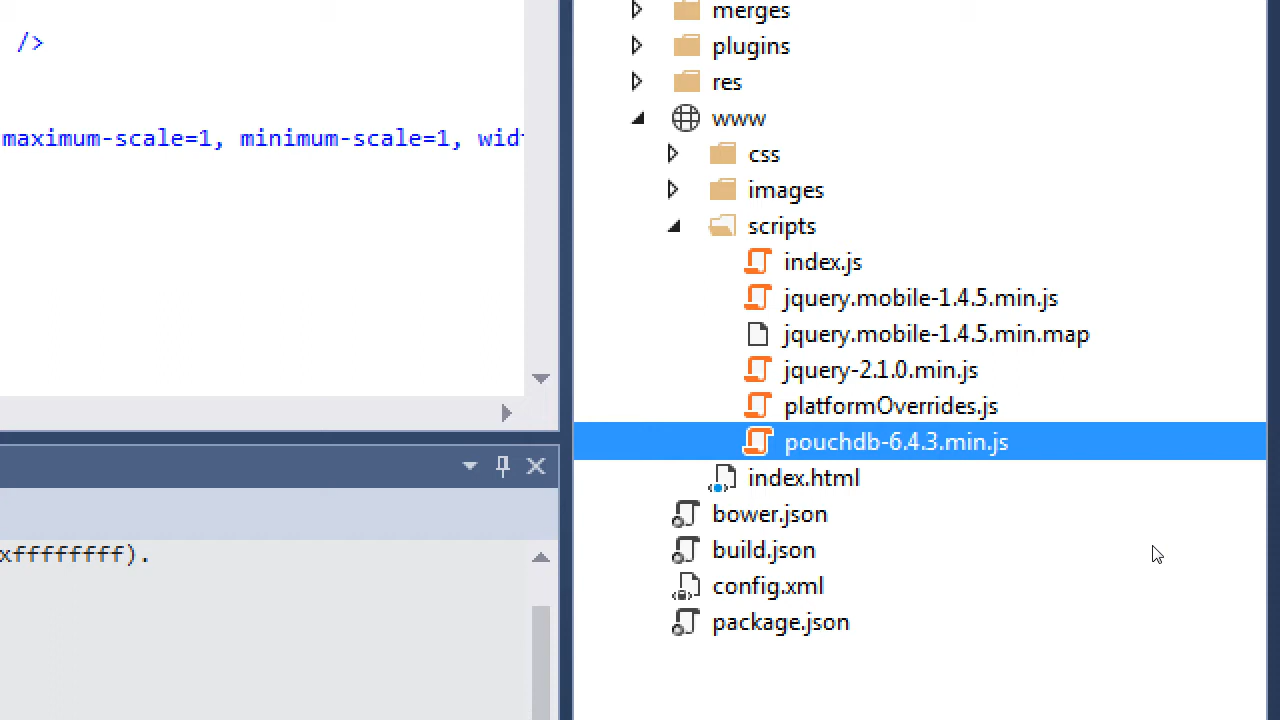 />
maximum-scale=1, minimum-scale=1,
xffffffff).
merges
plugins
res
www
css
images
scripts
index.js
jquery.mobile-1.4.5.min.js
jquery.mobile-1.4.5.min.map
jquery-2.1.0.min.js
platformOverrides.js
pouchdb-6.4.3.min.js
index.html
bower.json
build.json
config.xml
package.json